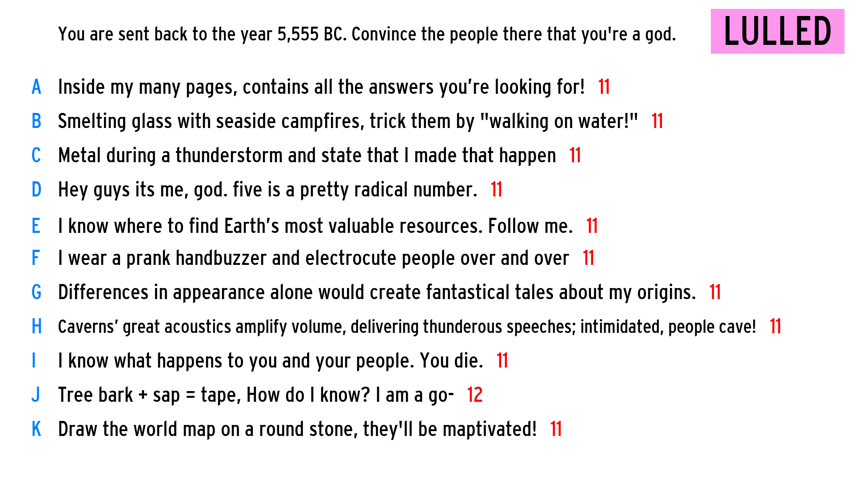 You are sent back to the year 5,555 BC. Convince the people there that you're a god.
LULLED
A Inside my many pages, contains all the answers you’re looking for! 11
B Smelting glass with seaside campfires, trick them by "walking on water!" 11
C Metal during a thunderstorm and state that I made that happen 11
D Hey guys its me, god. five is a pretty radical number. 11
E I know where to find Earth’s most valuable resources. Follow me. 11
F I wear a prank handbuzzer and electrocute people over and over 11
G Differences in appearance alone would create fantastical tales about my origins. 11
H Caverns’ great acoustics amplify volume, delivering thunderous speeches; intimidated, people cave! 11
I I know what happens to you and your people. You die. 11
J Tree bark + sap = tape, How do I know? I am a go- 12
K Draw the world map on a round stone, they'll be maptivated! 11